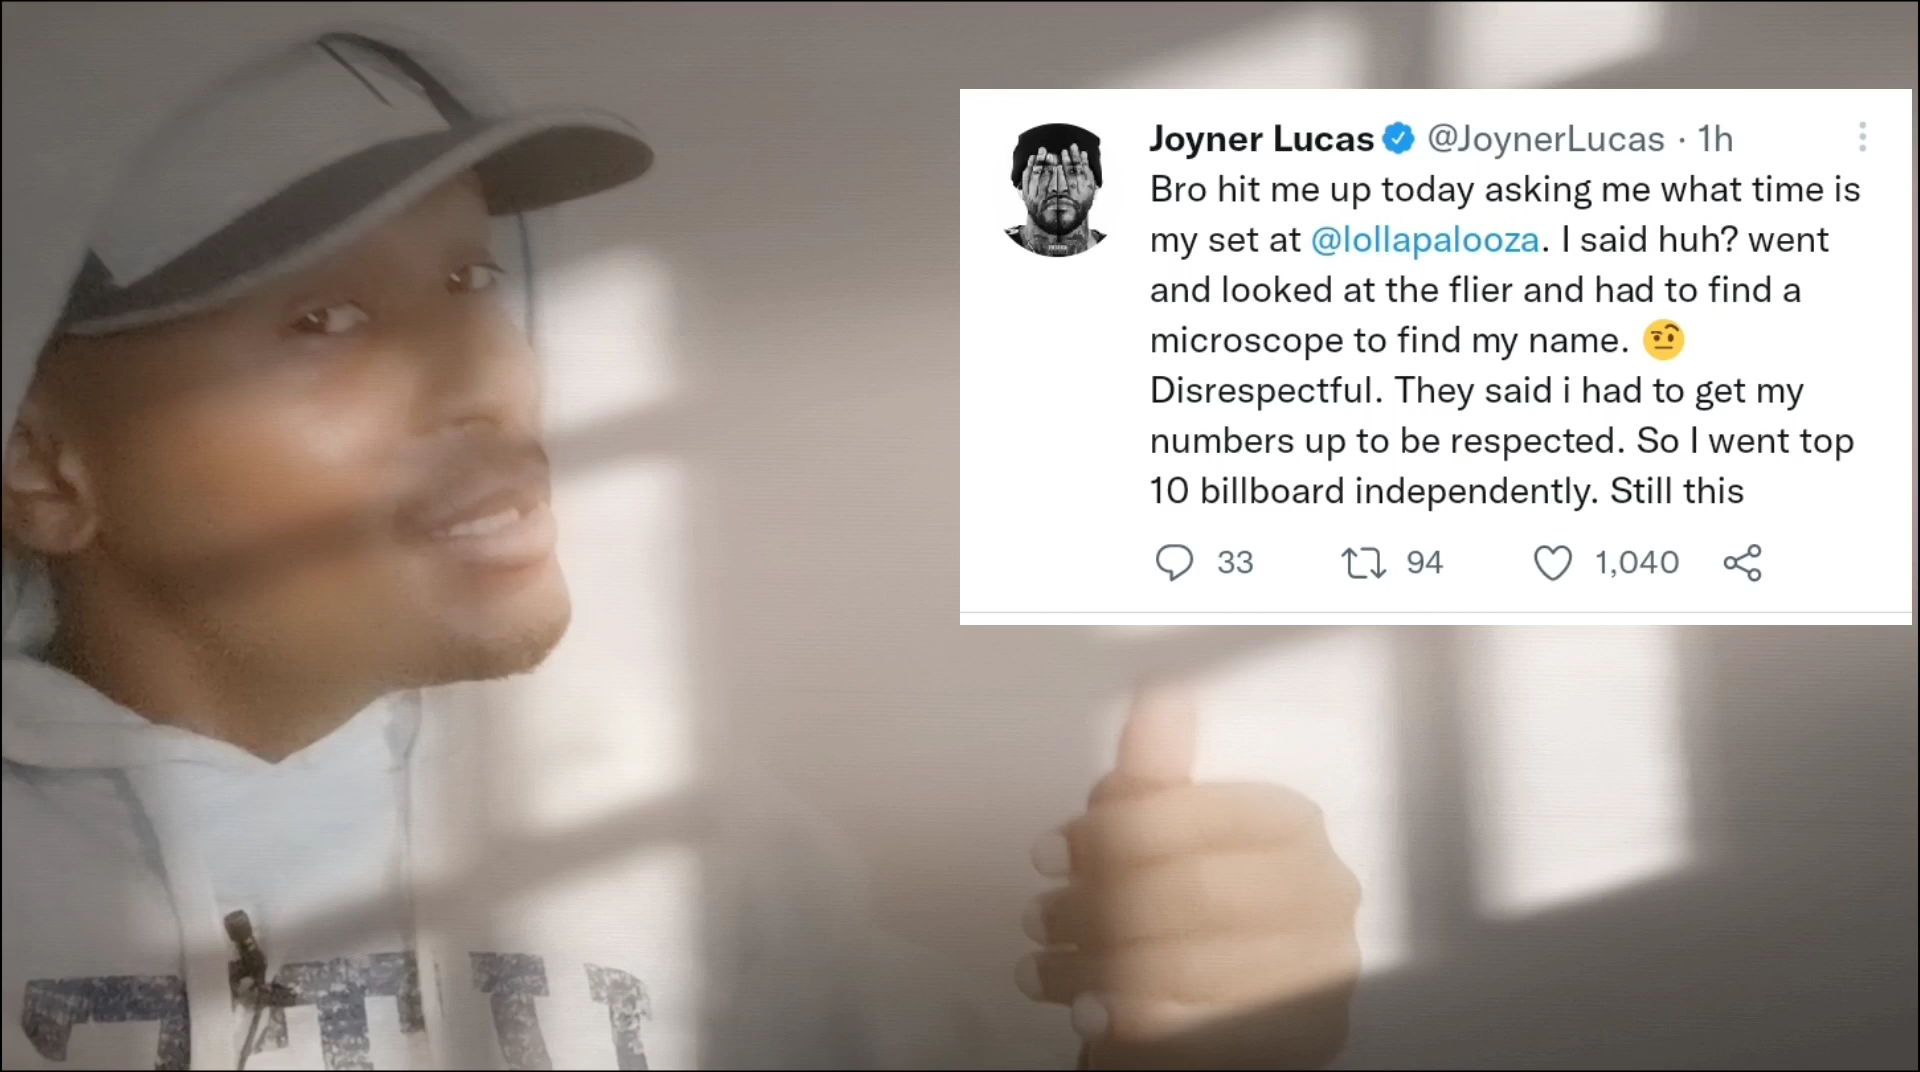 Joyner Lucas @JoynerLucas · 1h
Bro hit me up today asking me what time is
my set at @lollapalooza. I said huh? went
and looked at the flier and had to find a
microscope to find my name. 🤨
Disrespectful. They said i had to get my
numbers up to be respected. So I went top
10 billboard independently. Still this
33 94 1,040